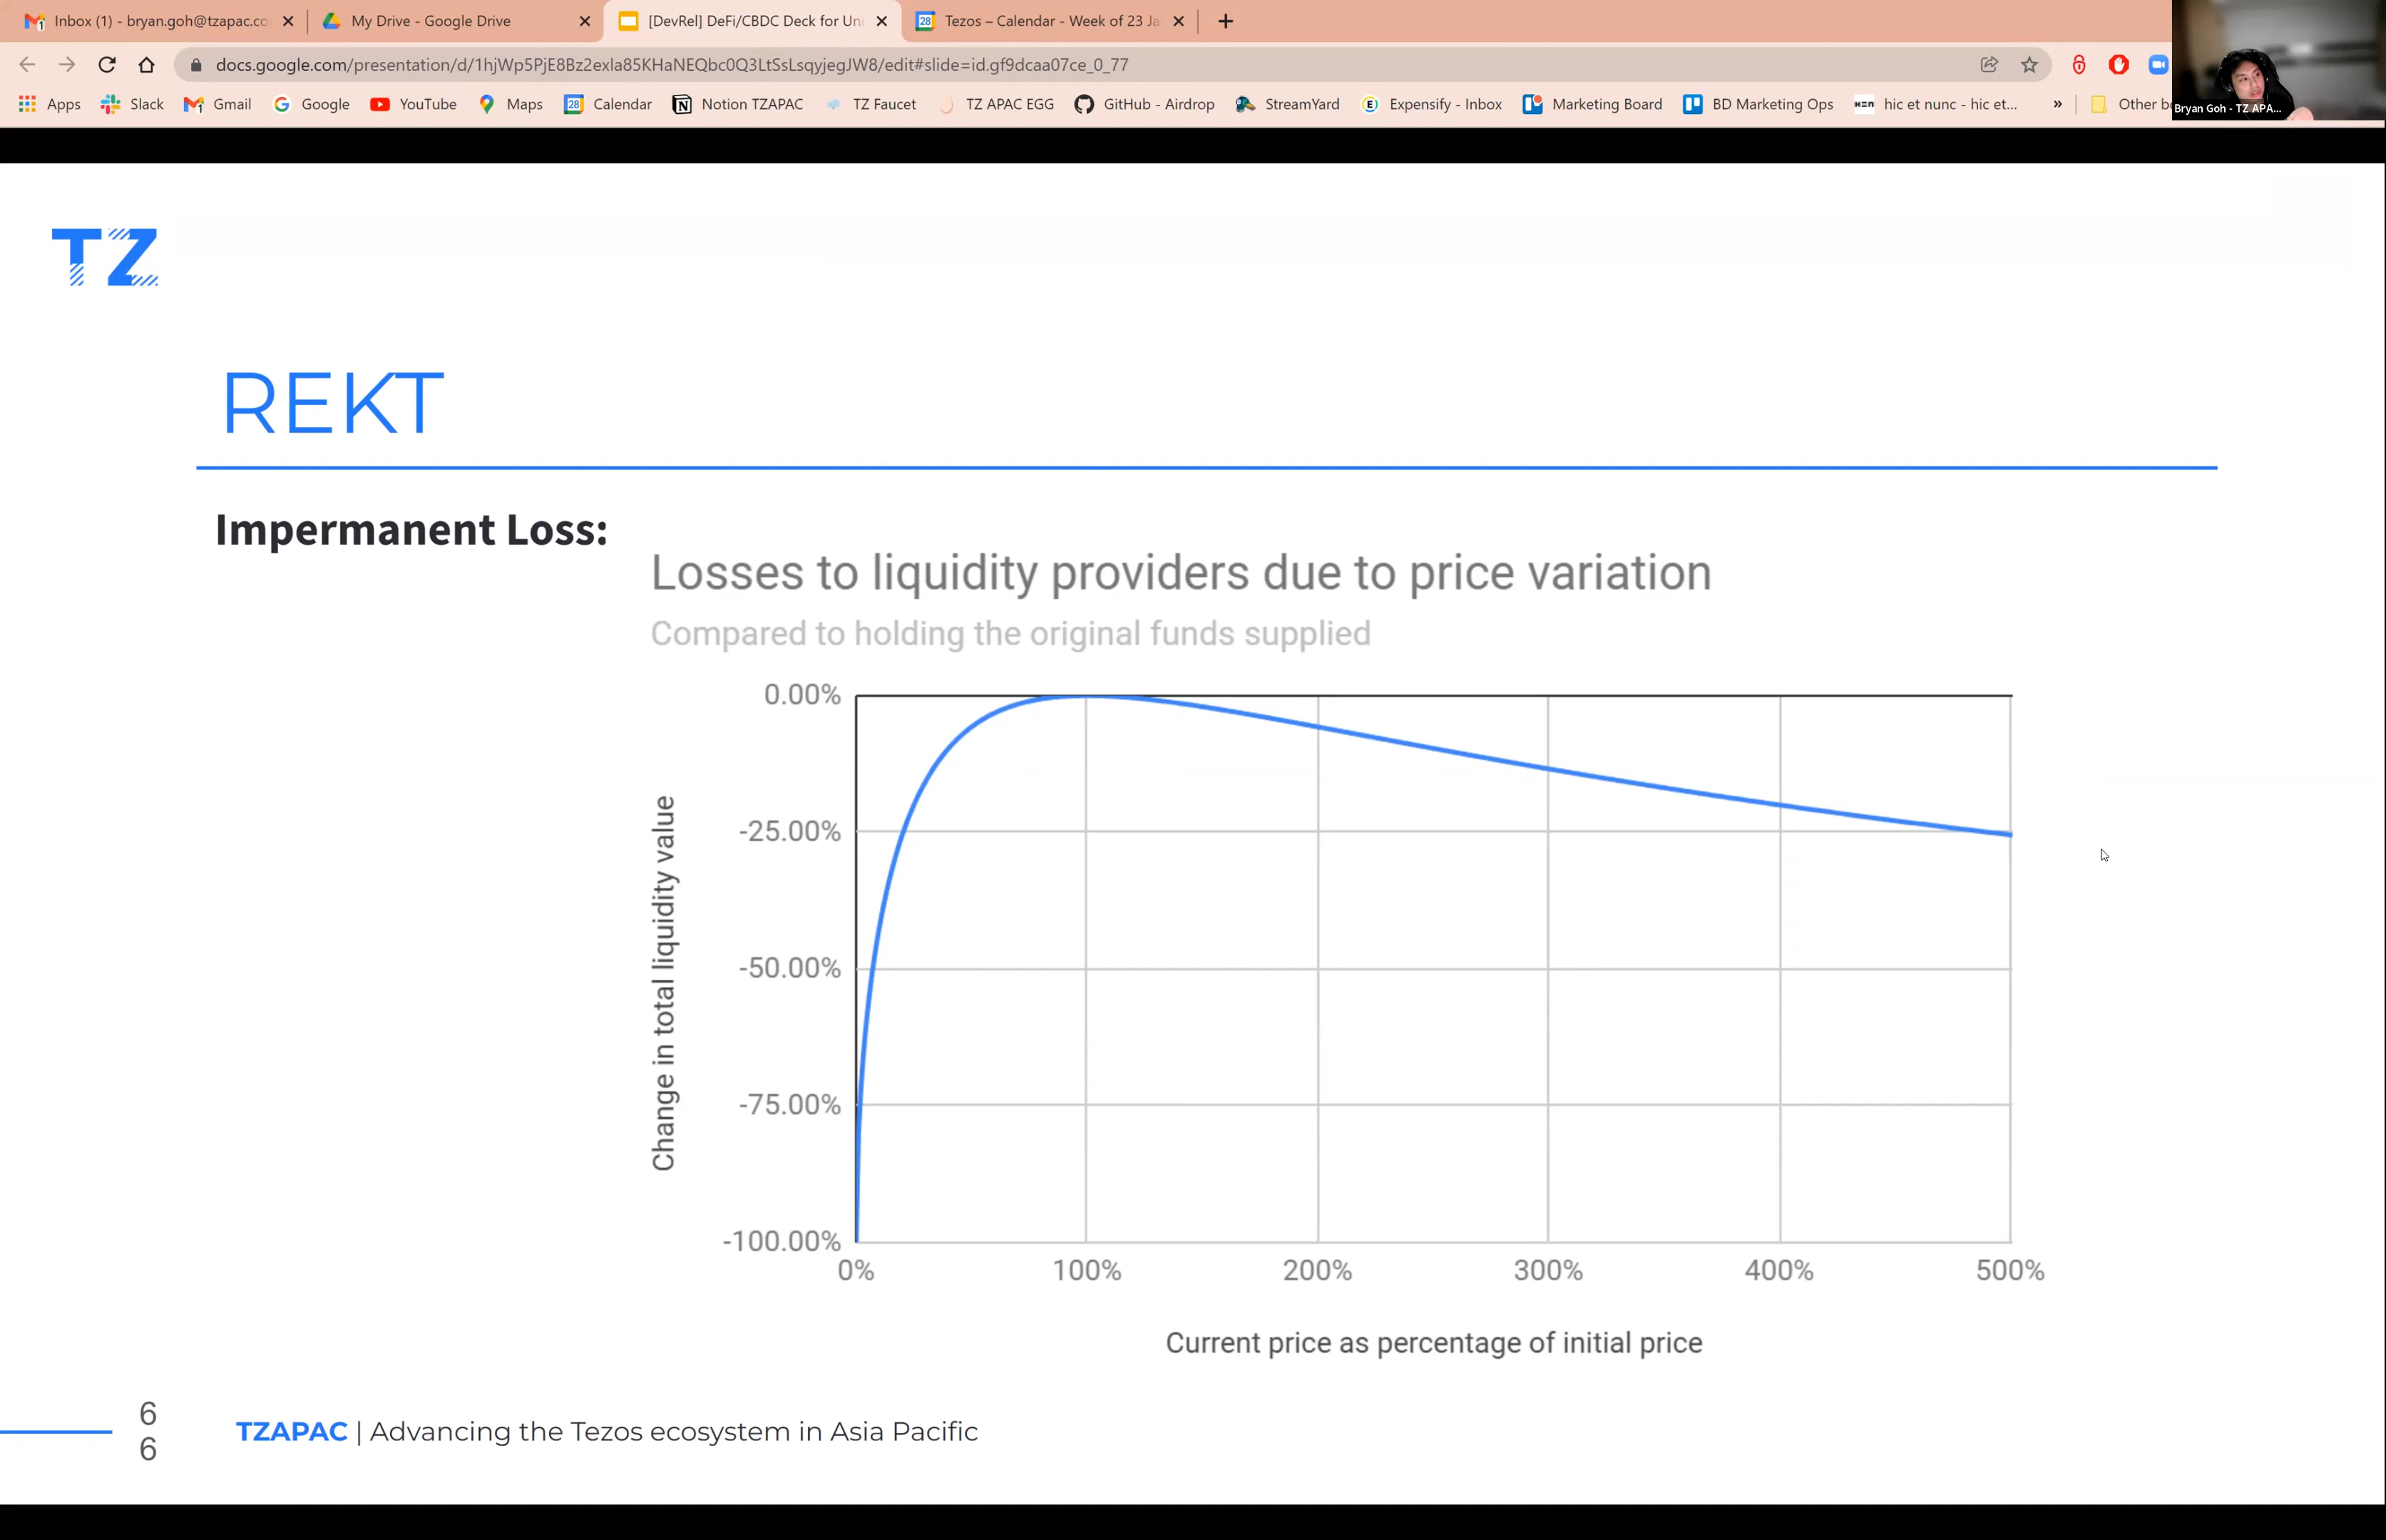 Inbox (1) - bryan.goh@tzapac.co
My Drive - Google Drive
[DevRel] DeFi/CBDC Deck for Uni
Tezos – Calendar - Week of 23 Ja
docs.google.com/presentation/d/1hjWp5PjE8Bz2exla85KHaNEQbc0Q3LtSsLsqyjegJW8/edit#slide=id.gf9dcaa07ce_0_77
Apps
Slack
Gmail
Google
YouTube
Maps
28
Calendar
Notion TZAPAC
TZ Faucet
TZ APAC EGG
GitHub - Airdrop
StreamYard
Expensify - Inbox
Marketing Board
BD Marketing Ops
hic et nunc - hic et...
»
Other b
Bryan Goh - TZ APA...
TZ
REKT
Impermanent Loss:
Losses to liquidity providers due to price variation
Compared to holding the original funds supplied
Change in total liquidity value
0.00%
-25.00%
-50.00%
-75.00%
-100.00%
0% 100% 200% 300% 400% 500%
Current price as percentage of initial price
6
6
TZAPAC | Advancing the Tezos ecosystem in Asia Pacific